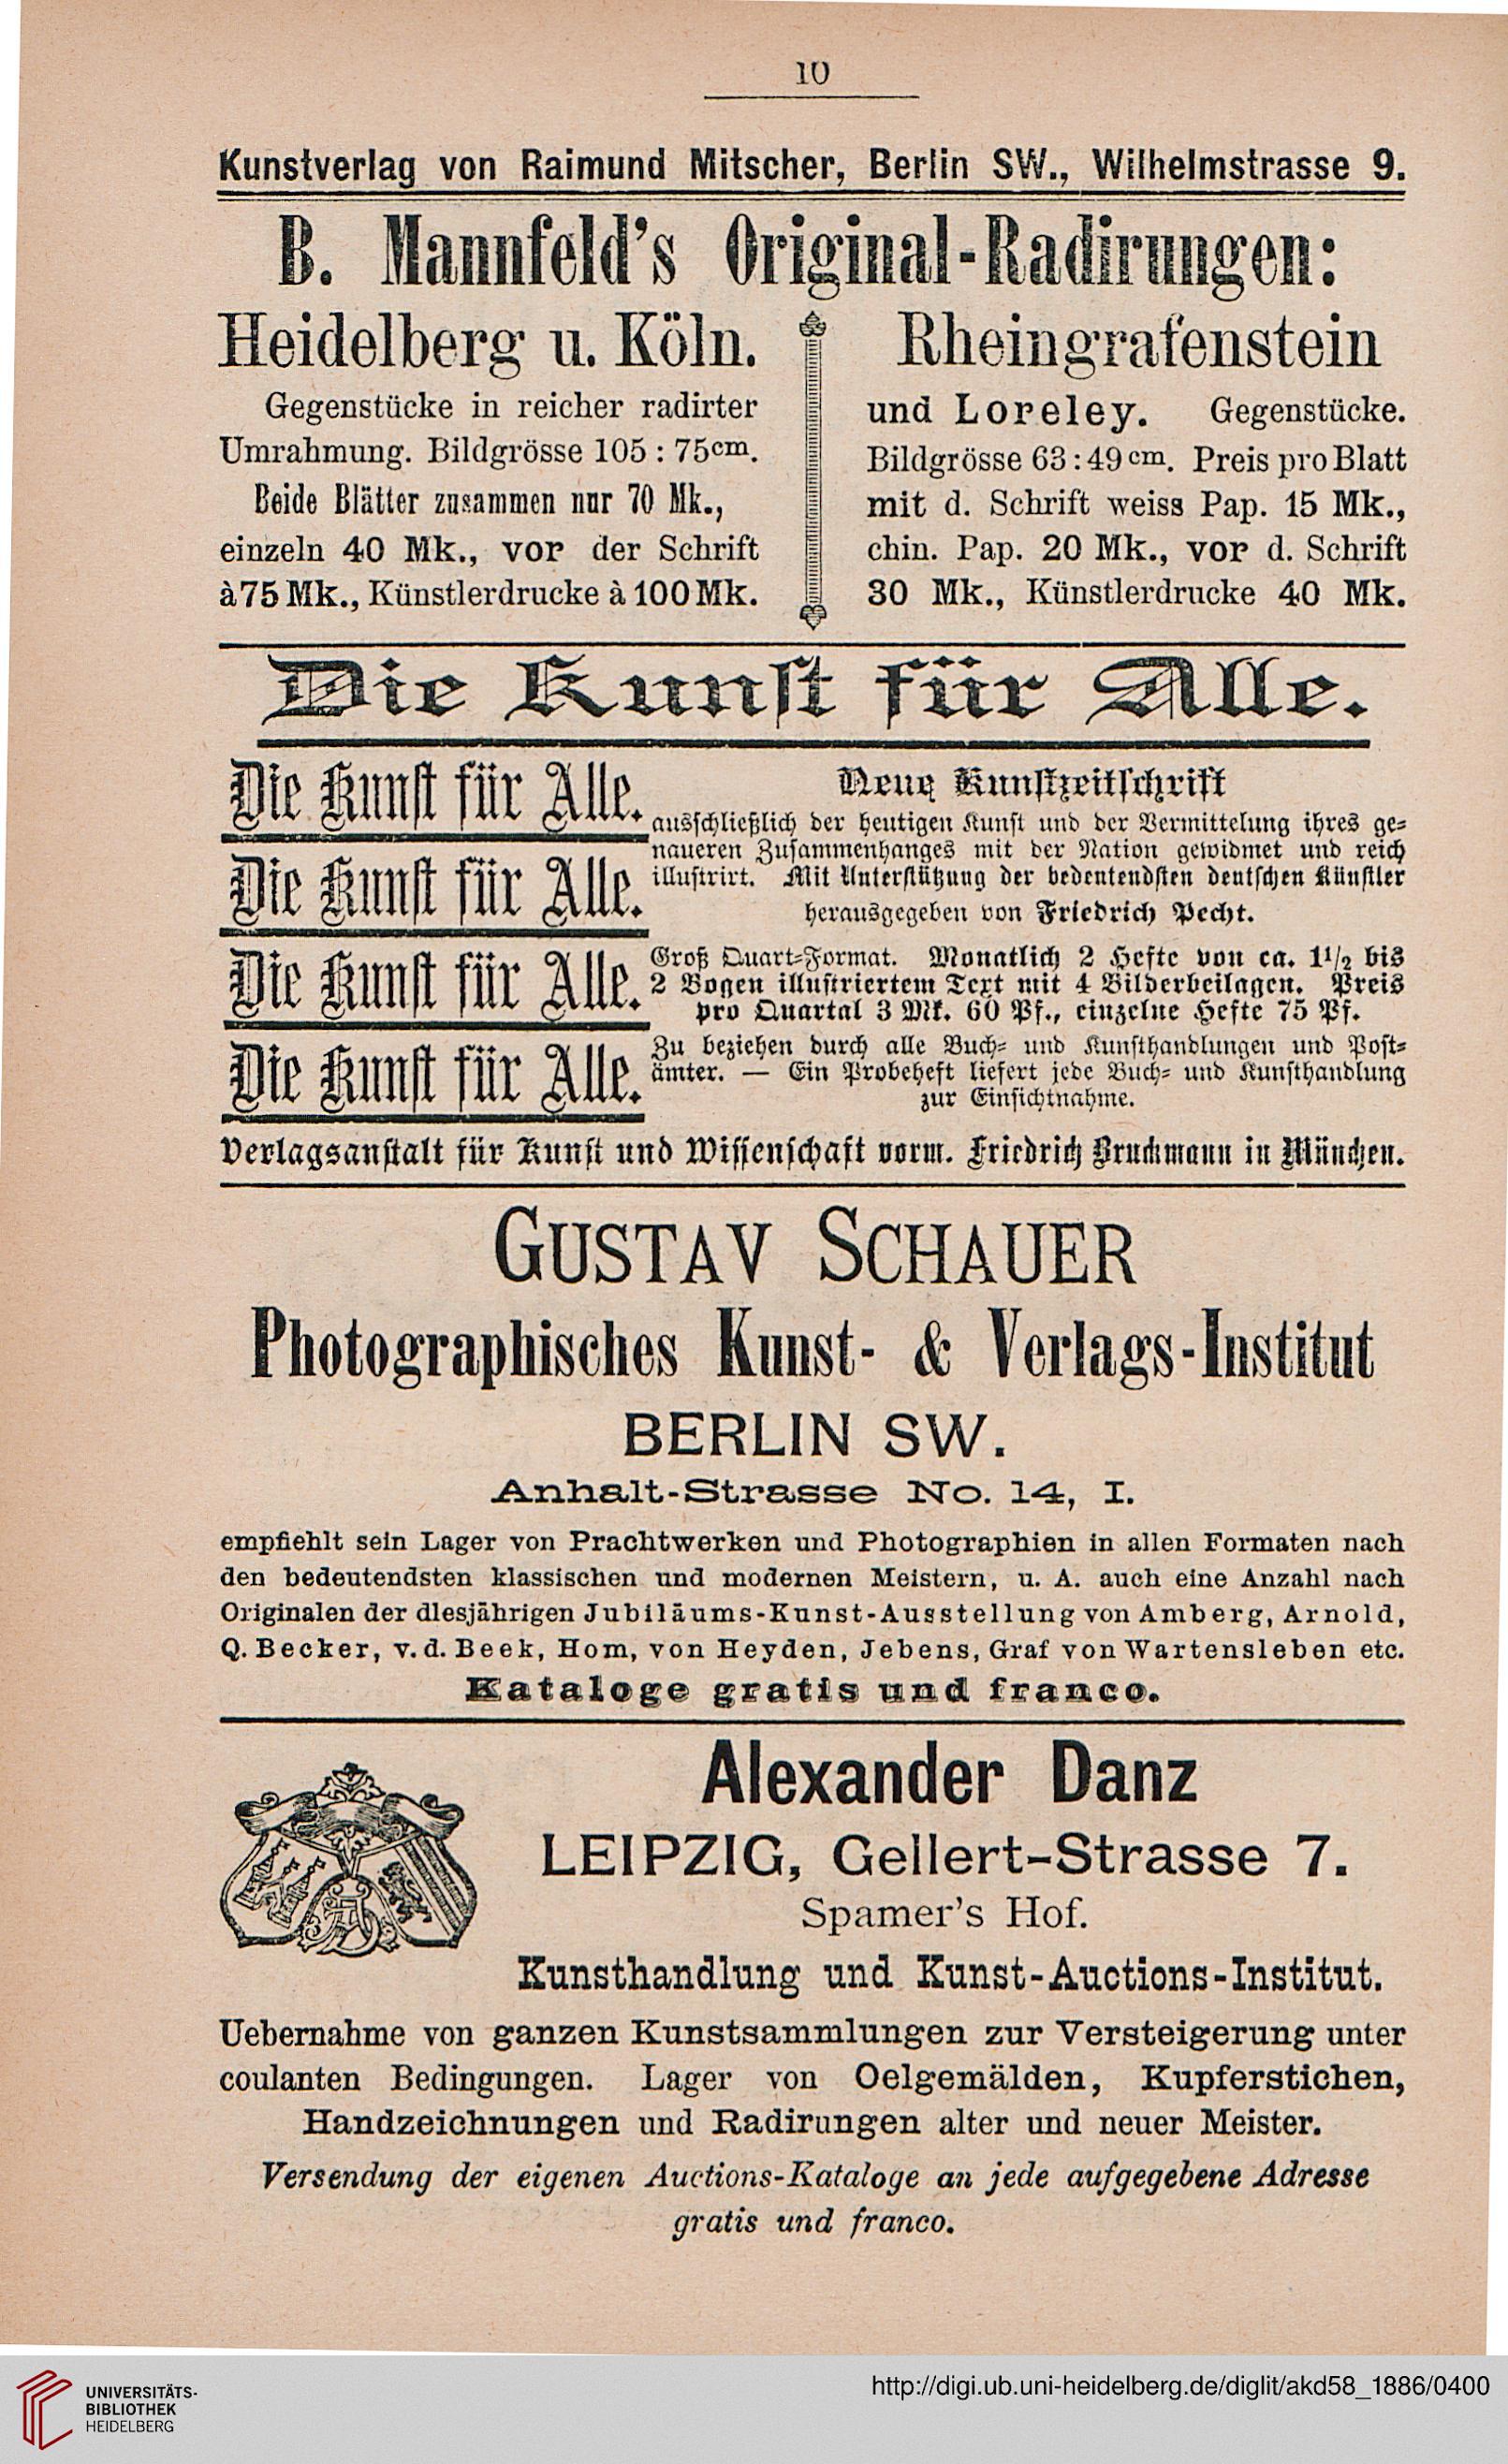 10
Kunstverlag von Raimund Mitscher, Berlin SW., Wilhelmstrasse 9.
B. Mannfeld's Original-Radirungen:
Heidelberg u. Köln.
Gegenstücke in reicher radirter
Umrahmung. Bildgrösse 105 : 75cm.
Beide Blätter zusammen nur 70 Mk.,
einzeln 40 Mk., vor der Schrift
à 75 Mk., Künstlerdrucke à 100 Mk.
Rheingrafenstein
und Loreley. Gegenstücke.
Bildgrösse 63 : 49 cm. Preis pro Blatt
mit d. Schrift weiss Pap. 15 Mk.,
chin. Pap. 20 Mk., vor d. Schrift
30 Mk., Künstlerdrucke 40 Mk.
Die Kunst für Alle.
Die Kunst für Alle.
Die Kunst für Alle.
Die Kunst für Alle.
Die Kunst für Alle.
Neue Kunstzeitschrift
ausschließlich der heutigen Kunst und der Vermittelung ihres ge-
naueren Zusammenhanges mit der Nation gewidmet und reich
illustrirt. Mit Unterstützung der bedeutendsten deutschen Künstler
herausgegeben von Friedrich Pecht.
Groß Quart-Format. Monatlich 2 Hefte von ca. 1 1/2 bis
2 Bogen illustriertem Text mit 4 Bilderbeilagen. Preis
pro Quartal 3 Mk. 60 Pf., einzelne Hefte 75 Pf.
Zu beziehen durch alle Buch- und Kunsthandlungen und Post-
ämter. — Ein Probeheft liefert jede Buch- und Kunsthandlung
zur Einsichtnahme.
Verlagsanstalt für Kunst und Wissenschaft vorm. Friedrich Bruckmann in München.
GUSTAV SCHAUER
Photographisches Kunst- & Verlags-Institut
BERLIN SW.
Anhalt-Strasse No. 14, I.
empfiehlt sein Lager von Prachtwerken und Photographien in allen Formaten nach
den bedeutendsten klassischen und modernen Meistern, u. A. auch eine Anzahl nach
Originalen der dlesjährigen Jubiläums-Kunst-Ausstellung von Amberg, Arnold,
Q. Becker, v. d. Beek, Hom, von Heyden, Jebens, Graf von Wartensleben etc.
Kataloge gratis und franco.
Alexander Danz
LEIPZIG, Gellert-Strasse 7.
Spamer's Hof.
Kunsthandlung und Kunst-Auctions-Institut.
Uebernahme von ganzen Kunstsammlungen zur Versteigerung unter
coulanten Bedingungen. Lager von Oelgemälden, Kupferstichen,
Handzeichnungen und Radirungen alter und neuer Meister.
Versendung der eigenen Auctions-Kataloge an jede aufgegebene Adresse
gratis und franco.
UNIVERSITÄTS-
BIBLIOTHEK
HEIDELBERG
http://digi.ub.uni-heidelberg.de/diglit/akd58_1886/0400